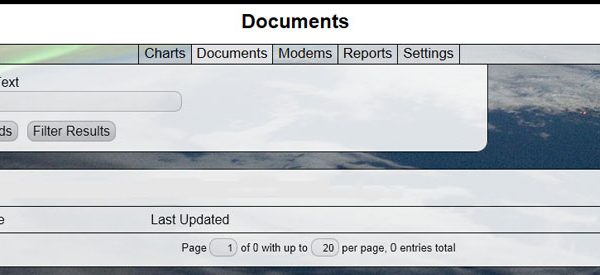 Documents
Charts Documents Modems Reports Settings
Text
ds Filter Results
e Last Updated
Page 1 of 0 with up to 20 per page, 0 entries total